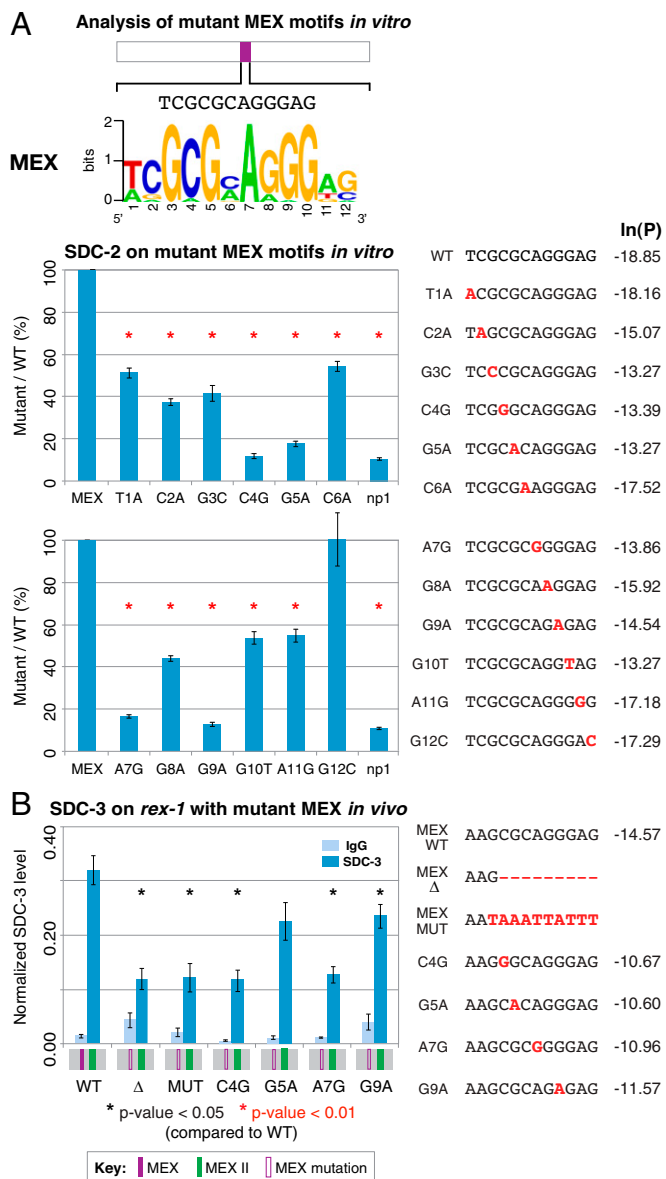 A
Analysis of mutant MEX motifs in vitro
TCGCGCAGGGAG
MEX
bits
2
1
0
TCGCGCAGGGAG
1 2 3 4 5 6 7 8 9 10 11 12
5' 3'
SDC-2 on mutant MEX motifs in vitro
Mutant / WT (%)
100
80
60
40
20
0
* * * * * * *
MEX T1A C2A G3C C4G G5A C6A np1
Mutant / WT (%)
100
80
60
40
20
0
* * * * * * *
MEX A7G G8A G9A G10T A11G G12C np1
ln(P)
WT TCGCGCAGGGAG -18.85
T1A ACGCGCAGGGAG -18.16
C2A TAGCGCAGGGAG -15.07
G3C TCCCGCAGGGAG -13.27
C4G TCGGGCAGGGAG -13.39
G5A TCGCACAGGGAG -13.27
C6A TCGCGAAGGGAG -17.52
A7G TCGCGCGGGGAG -13.86
G8A TCGCGCAAGGAG -15.92
G9A TCGCGCAGAGAG -14.54
G10T TCGCGCAGGTAG -13.27
A11G TCGCGCAGGGGG -17.18
G12C TCGCGCAGGGAC -17.29
B
SDC-3 on rex-1 with mutant MEX in vivo
Normalized SDC-3 level
0.40
0.20
0.00
IgG
SDC-3
* * * * *
WT Δ MUT C4G G5A A7G G9A
* p-value < 0.05 * p-value < 0.01
(compared to WT)
Key: MEX MEX II MEX mutation
MEX WT AAGCGCAGGGAG -14.57
MEX Δ AAG---------
MEX MUT AATAAATTATTT
C4G AAGGGCAGGGAG -10.67
G5A AAGCACAGGGAG -10.60
A7G AAGCGCGGGGAG -10.96
G9A AAGCGCAGAGAG -11.57